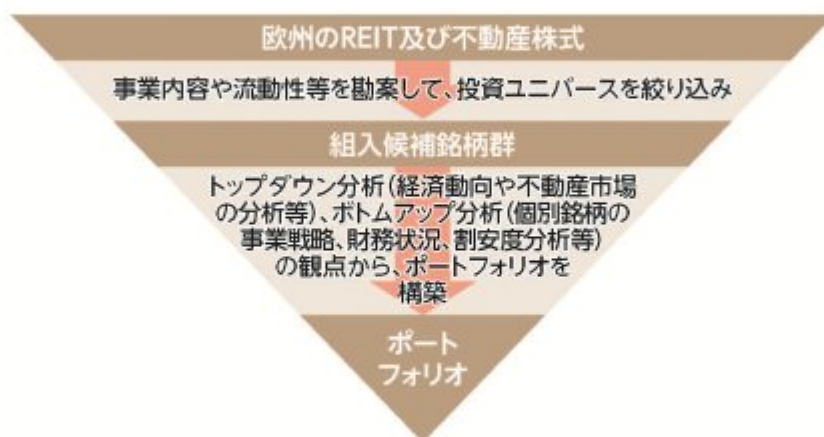 欧州のREIT及び不動産株式
事業内容や流動性等を勘案して、投資ユニバースを絞り込み
組入候補銘柄群
トップダウン分析(経済動向や不動産市場
の分析等)、ボトムアップ分析(個別銘柄の
事業戦略、財務状況、割安度分析等)
の観点から、ポートフォリオを
構築
ポート
フォリオ